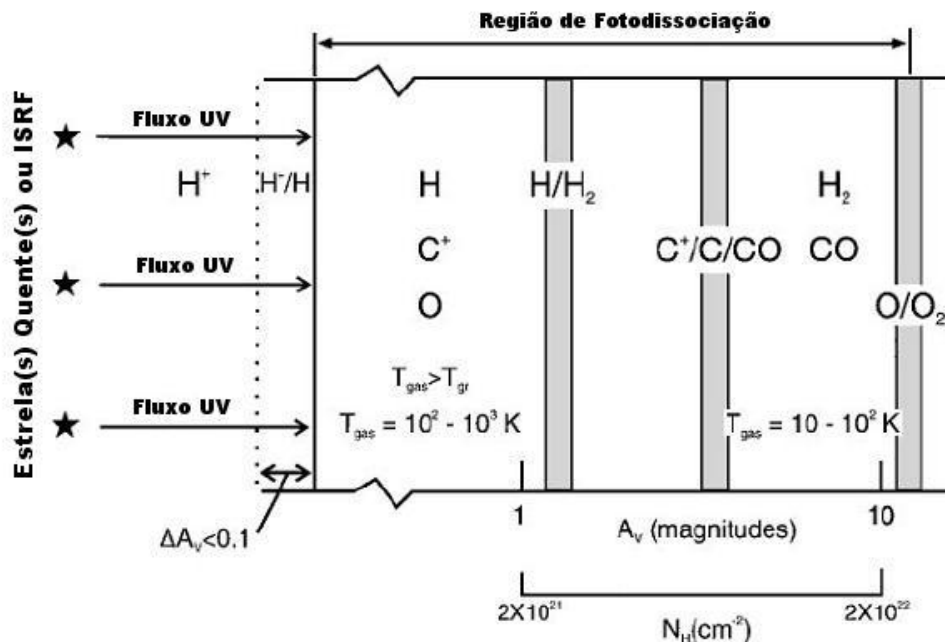 Região de Fotodissociação
Estrela(s) Quente(s) ou ISRF
Fluxo UV
H⁺
H⁻/H
H
H/H₂
H₂
Fluxo UV
C⁺
C⁺/C/CO
CO
O
O/O₂
T_gas>T_gr
Fluxo UV
T_gas = 10² - 10³ K
T_gas = 10 - 10² K
ΔA_v<0.1
1
A_v (magnitudes)
10
2X10²¹
N_H(cm⁻²)
2X10²²